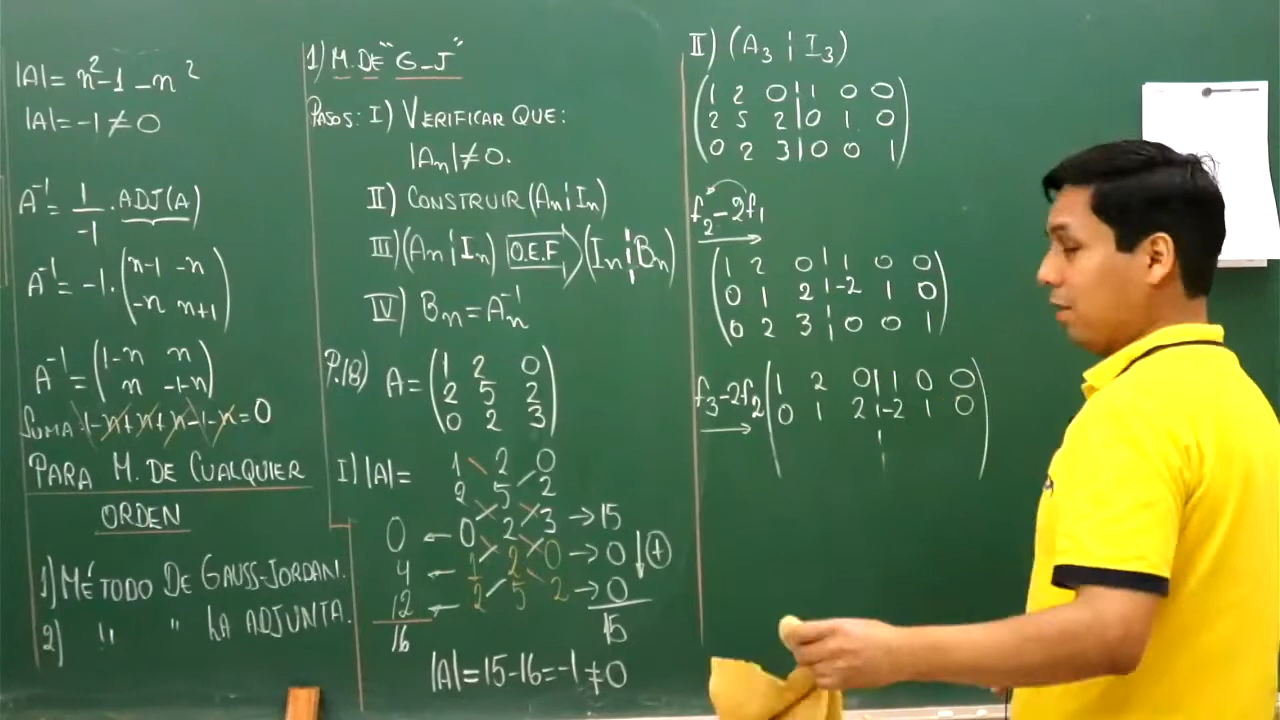 |A| = n²-1 -n²
|A| = -1 ≠ 0
A⁻¹ = 1/-1 . ADJ(A)
A⁻¹ = -1. (n-1 -n
-n n+1)
A⁻¹ = (1-n n
n -1-n)
SUMA: 1-n+n+n-1-n=0
PARA M. DE CUALQUIER
ORDEN
1) MÉTODO DE GAUSS-JORDAN.
2) " " LA ADJUNTA.
1) M. DE "G-J"
PASOS: I) VERIFICAR QUE:
|An| ≠ 0.
II) CONSTRUIR (An ¦ In)
III) (An ¦ In) O.E.F (In ¦ Bn)
IV) Bn = An⁻¹
P.18) A = (1 2 0
2 5 2
0 2 3)
I) |A| =
1 2 0
2 5 2
0 ← 0 2 3 → 15
4 ← 1 2 0 → 0 ↓ (+)
12 ← 2 5 2 → 0
16 15
|A| = 15-16 = -1 ≠ 0
II) (A3 ¦ I3)
(1 2 0 ¦ 1 0 0
2 5 2 ¦ 0 1 0
0 2 3 ¦ 0 0 1)
f2-2f1 →
(1 2 0 ¦ 1 0 0
0 1 2 ¦ -2 1 0
0 2 3 ¦ 0 0 1)
f3-2f2 → (1 2 0 ¦ 1 0 0
0 1 2 ¦ -2 1 0
¦ )